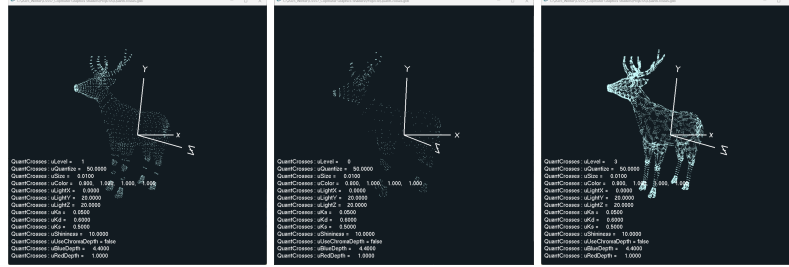 Y
X
Z
QuantCrosses : uLevel = 1
QuantCrosses : uQuantize = 50.0000
QuantCrosses : uSize = 0.0100
QuantCrosses : uColor = 0.800, 1.000, 1.000, 1.000,
QuantCrosses : uLightX = 0.0000
QuantCrosses : uLightY = 20.0000
QuantCrosses : uLightZ = 20.0000
QuantCrosses : uKa = 0.0500
QuantCrosses : uKd = 0.6000
QuantCrosses : uKs = 0.5000
QuantCrosses : uShininess = 10.0000
QuantCrosses : uUseChromaDepth = false
QuantCrosses : uBlueDepth = 4.4000
QuantCrosses : uRedDepth = 1.0000
Y
X
Z
QuantCrosses : uLevel = 0
QuantCrosses : uQuantize = 50.0000
QuantCrosses : uSize = 0.0100
QuantCrosses : uColor = 0.800, 1.000, 1.000, 1.000,
QuantCrosses : uLightX = 0.0000
QuantCrosses : uLightY = 20.0000
QuantCrosses : uLightZ = 20.0000
QuantCrosses : uKa = 0.0500
QuantCrosses : uKd = 0.6000
QuantCrosses : uKs = 0.5000
QuantCrosses : uShininess = 10.0000
QuantCrosses : uUseChromaDepth = false
QuantCrosses : uBlueDepth = 4.4000
QuantCrosses : uRedDepth = 1.0000
Y
X
Z
QuantCrosses : uLevel = 3
QuantCrosses : uQuantize = 50.0000
QuantCrosses : uSize = 0.0100
QuantCrosses : uColor = 0.800, 1.000, 1.000, 1.000,
QuantCrosses : uLightX = 0.0000
QuantCrosses : uLightY = 20.0000
QuantCrosses : uLightZ = 20.0000
QuantCrosses : uKa = 0.0500
QuantCrosses : uKd = 0.6000
QuantCrosses : uKs = 0.5000
QuantCrosses : uShininess = 10.0000
QuantCrosses : uUseChromaDepth = false
QuantCrosses : uBlueDepth = 4.4000
QuantCrosses : uRedDepth = 1.0000